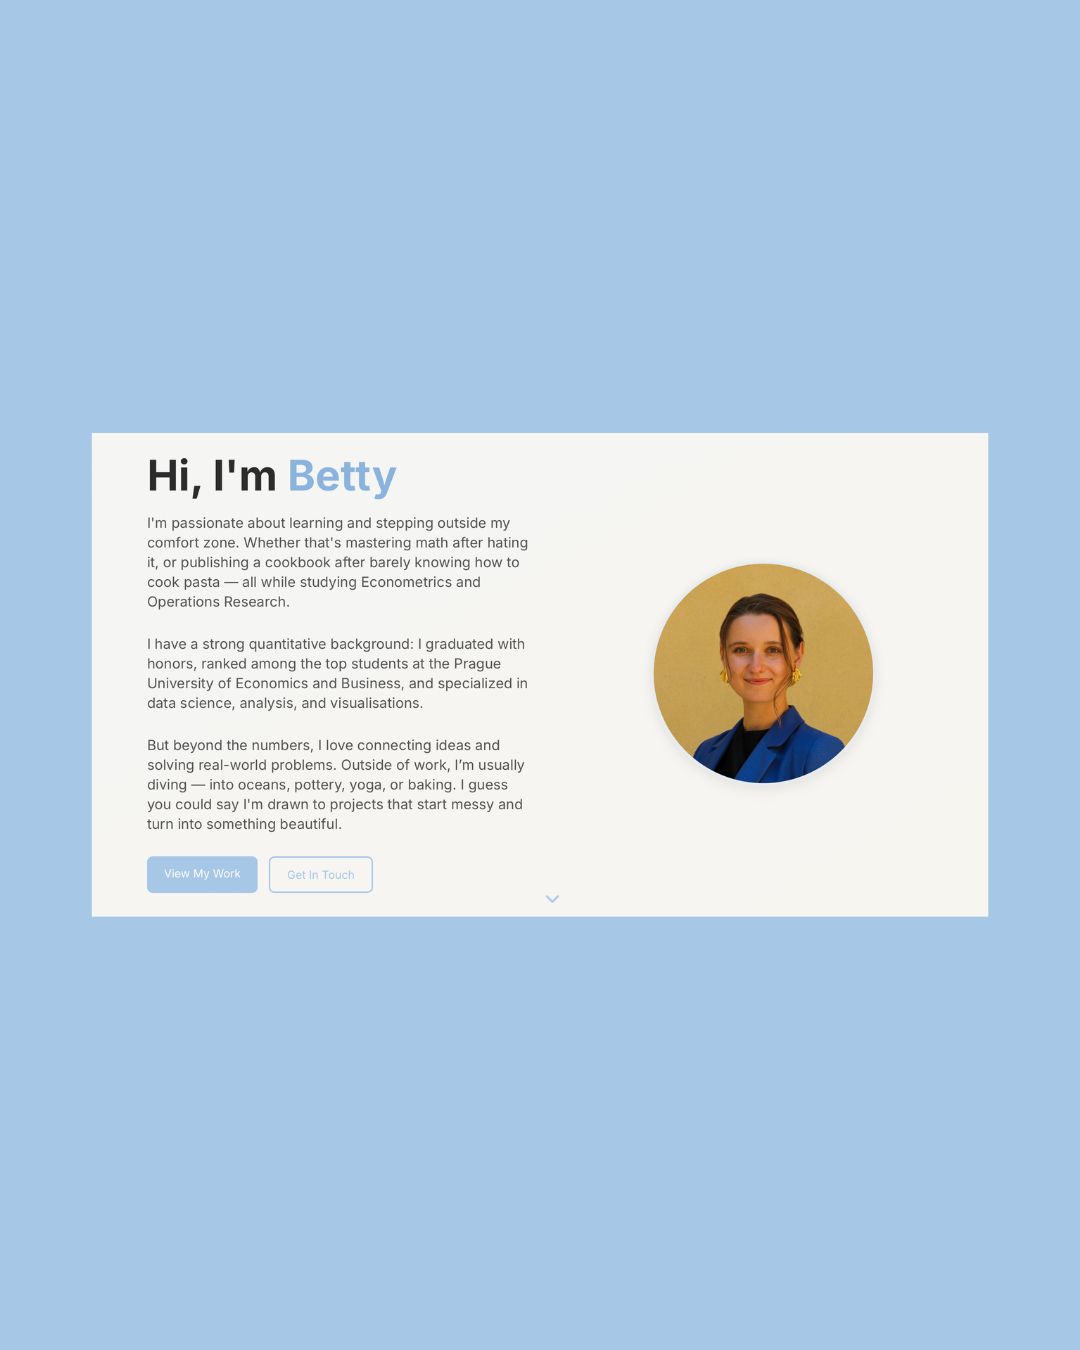 Hi, I'm Betty
I'm passionate about learning and stepping outside my
comfort zone. Whether that's mastering math after hating
it, or publishing a cookbook after barely knowing how to
cook pasta — all while studying Econometrics and
Operations Research.
I have a strong quantitative background: I graduated with
honors, ranked among the top students at the Prague
University of Economics and Business, and specialized in
data science, analysis, and visualisations.
But beyond the numbers, I love connecting ideas and
solving real-world problems. Outside of work, I’m usually
diving — into oceans, pottery, yoga, or baking. I guess
you could say I'm drawn to projects that start messy and
turn into something beautiful.
View My Work
Get In Touch